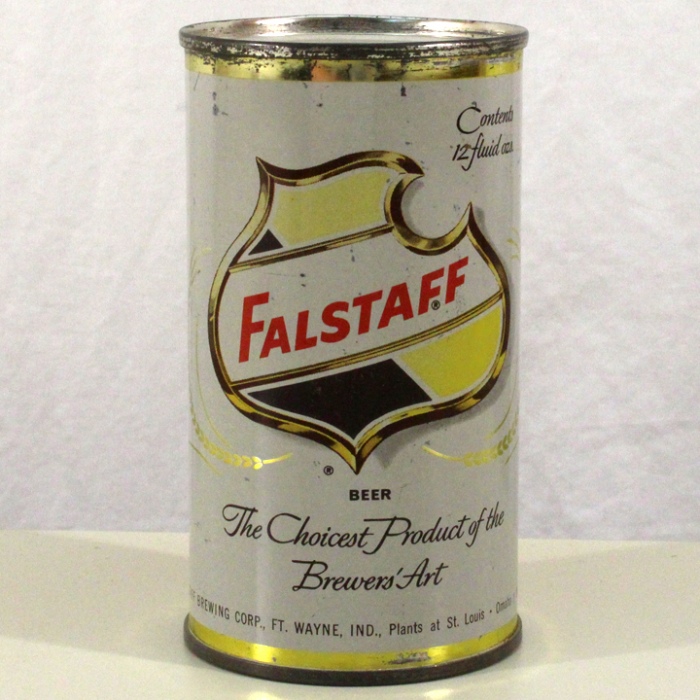 Contents
12 fluid ozs.
FALSTAFF®
®
BEER
The Choicest Product of the
Brewers' Art
BREWING CORP., FT. WAYNE, IND., Plants at St. Louis • Omaha